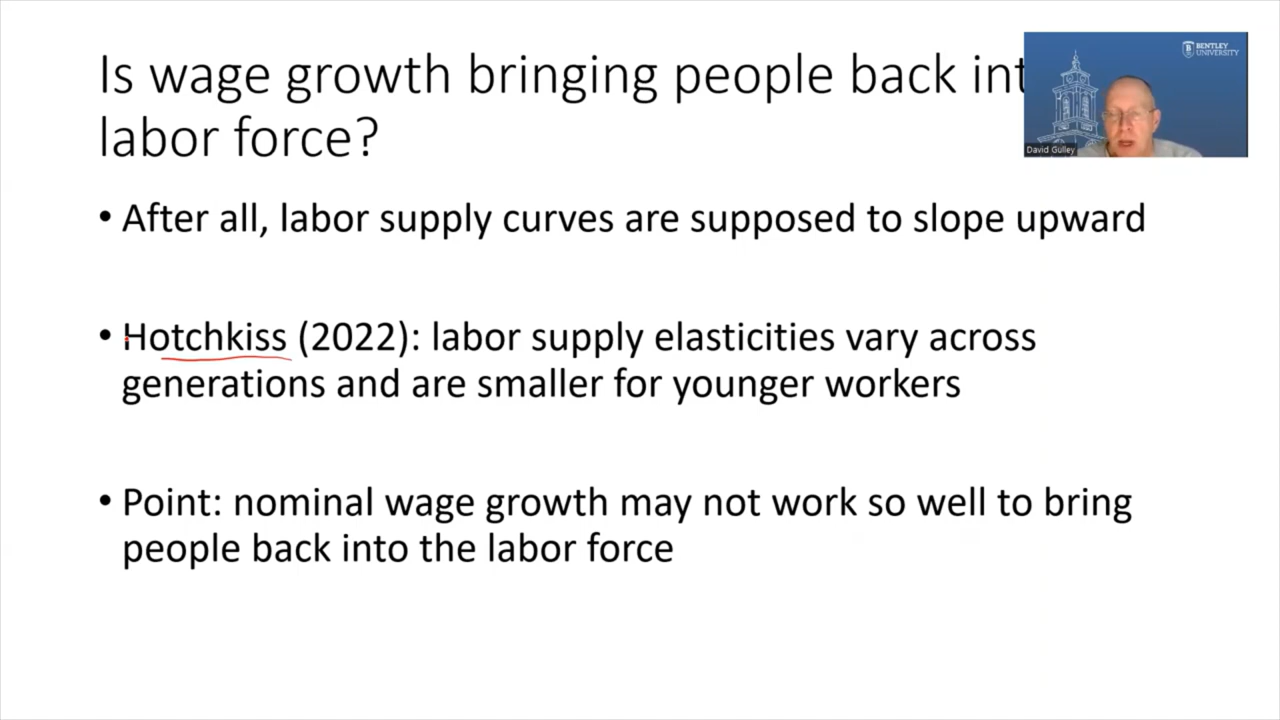 Is wage growth bringing people back int
labor force?
• After all, labor supply curves are supposed to slope upward
• Hotchkiss (2022): labor supply elasticities vary across
generations and are smaller for younger workers
• Point: nominal wage growth may not work so well to bring
people back into the labor force
BENTLEY
UNIVERSITY
David Gulley